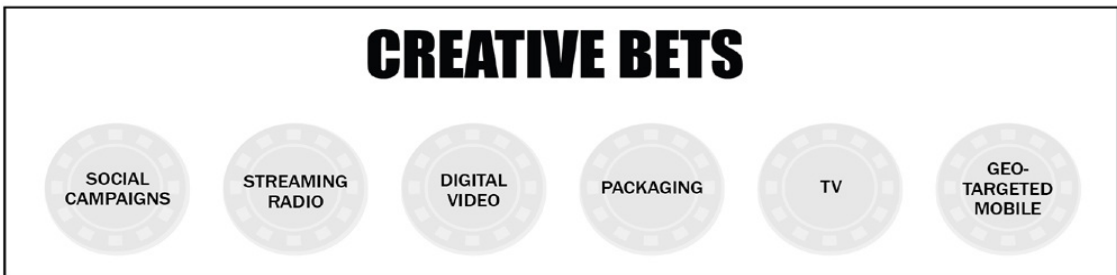 CREATIVE BETS
SOCIAL
CAMPAIGNS
STREAMING
RADIO
DIGITAL
VIDEO
PACKAGING
TV
GEO-
TARGETED
MOBILE